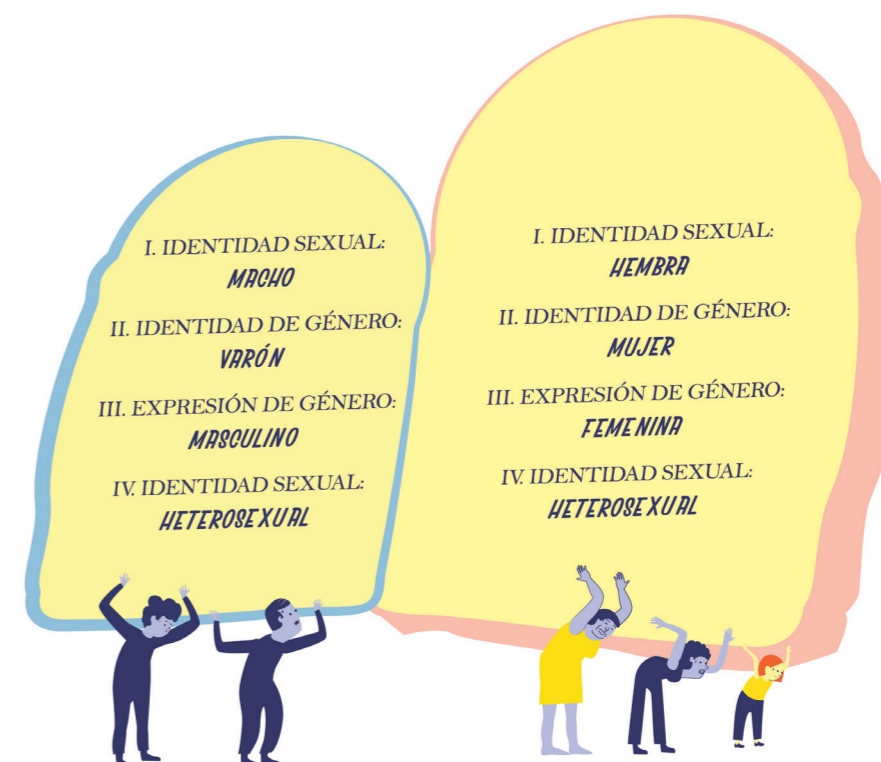 I. IDENTIDAD SEXUAL:
MACHO
II. IDENTIDAD DE GÉNERO:
VARÓN
III. EXPRESIÓN DE GÉNERO:
MASCULINO
IV. IDENTIDAD SEXUAL:
HETEROSEXUAL
I. IDENTIDAD SEXUAL:
HEMBRA
II. IDENTIDAD DE GÉNERO:
MUJER
III. EXPRESIÓN DE GÉNERO:
FEMENINA
IV. IDENTIDAD SEXUAL:
HETEROSEXUAL